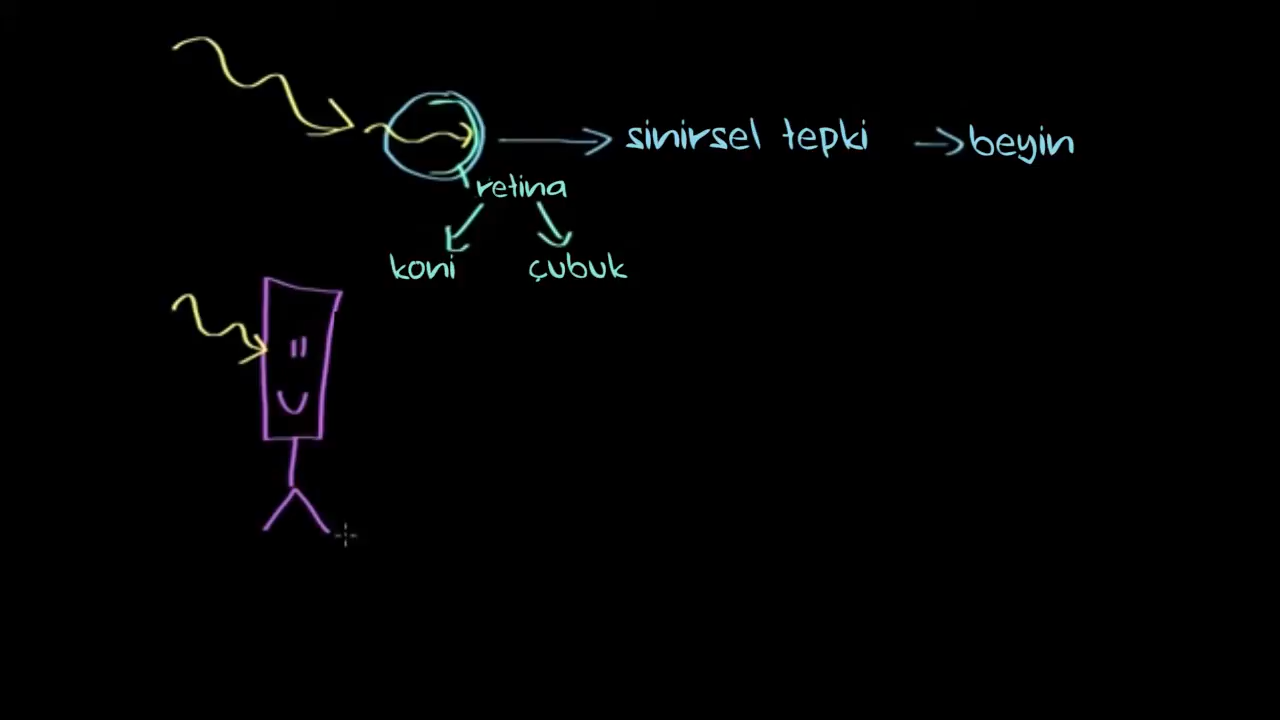 sinirsel tepki
beyin
retina
koni
çubuk